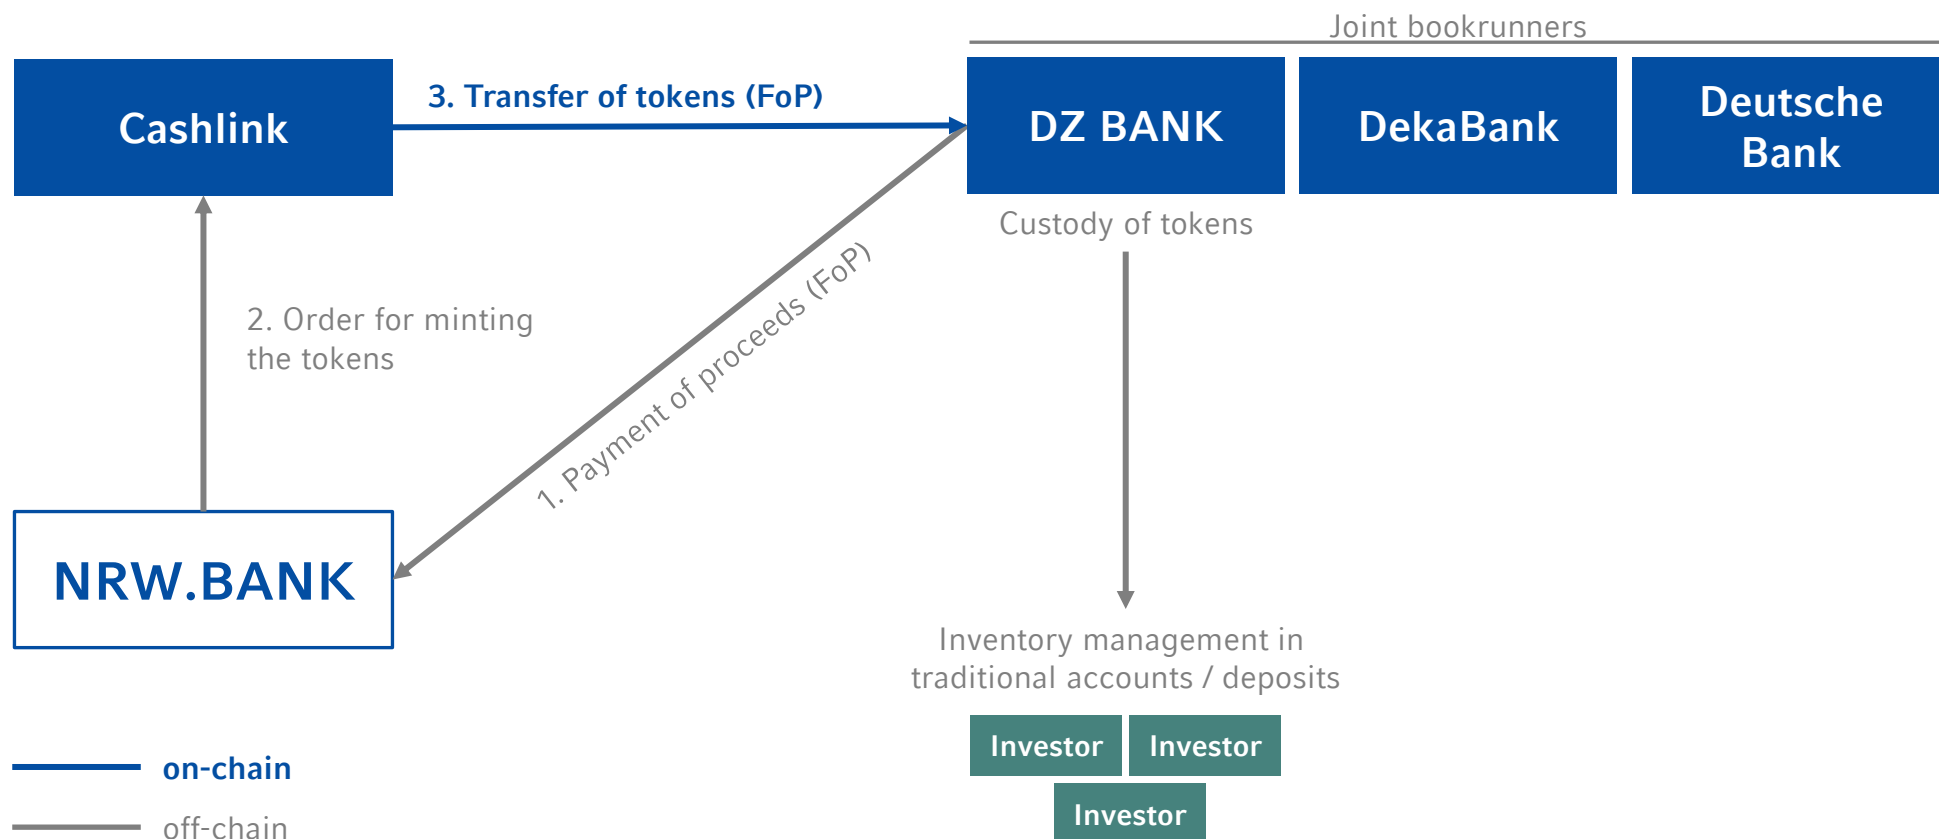 Joint bookrunners
Cashlink
3. Transfer of tokens (FoP)
DZ BANK
DekaBank
Deutsche
Bank
Custody of tokens
2. Order for minting
the tokens
1. Payment of proceeds (FoP)
NRW.BANK
Inventory management in
traditional accounts / deposits
Investor
Investor
Investor
on-chain
off-chain